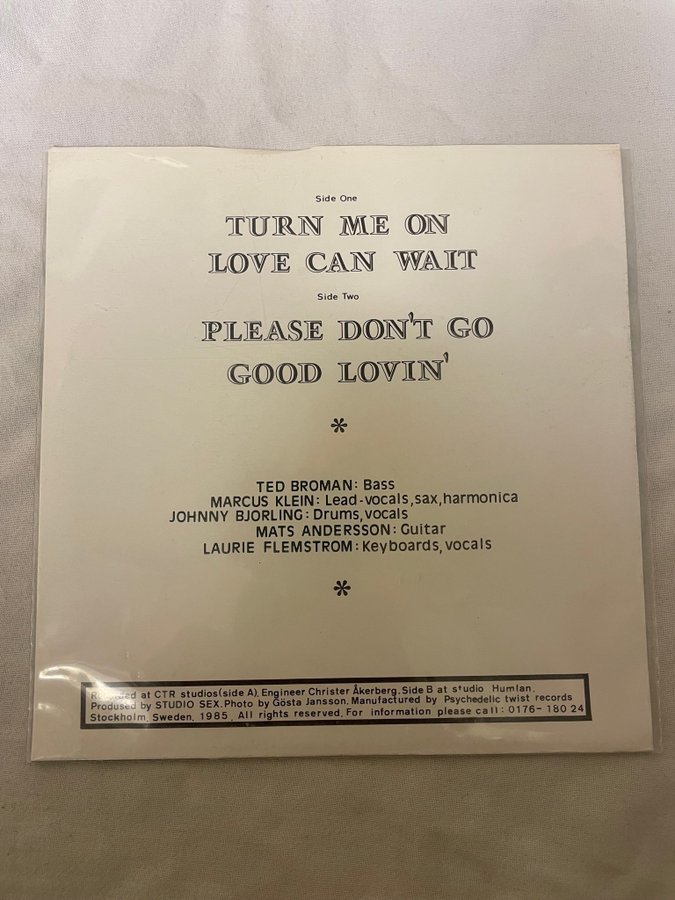 Side One
TURN ME ON
LOVE CAN WAIT
Side Two
PLEASE DON'T GO
GOOD LOVIN'
*
TED BROMAN: Bass
MARCUS KLEIN: Lead-vocals,sax,harmonica
JOHNNY BJORLING: Drums,vocals
MATS ANDERSSON: Guitar
LAURIE FLEMSTROM: Keyboards,vocals
*
at CTR studios(side A). Engineer Christer Åkerberg. Side B at studio Humlan.
Prodused by STUDIO SEX. Photo by Gösta Jansson. Manufactured by Psychedelic twist records
Stockholm, Sweden, 1985, All rights reserved. For information please call: 0176-180 24